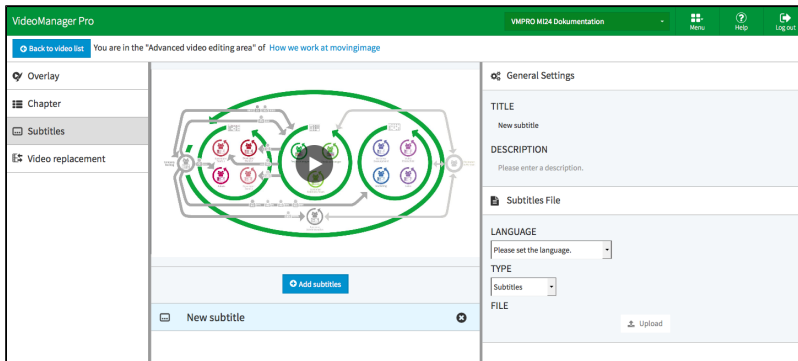 VideoManager Pro
VMPRO MI24 Dokumentation
Menu
Help
Log out
Back to video list
You are in the "Advanced video editing area" of How we work at movingimage
Overlay
Chapter
Subtitles
Video replacement
Add subtitles
New subtitle
General Settings
TITLE
New subtitle
DESCRIPTION
Please enter a description.
Subtitles File
LANGUAGE
Please set the language.
TYPE
Subtitles
FILE
Upload